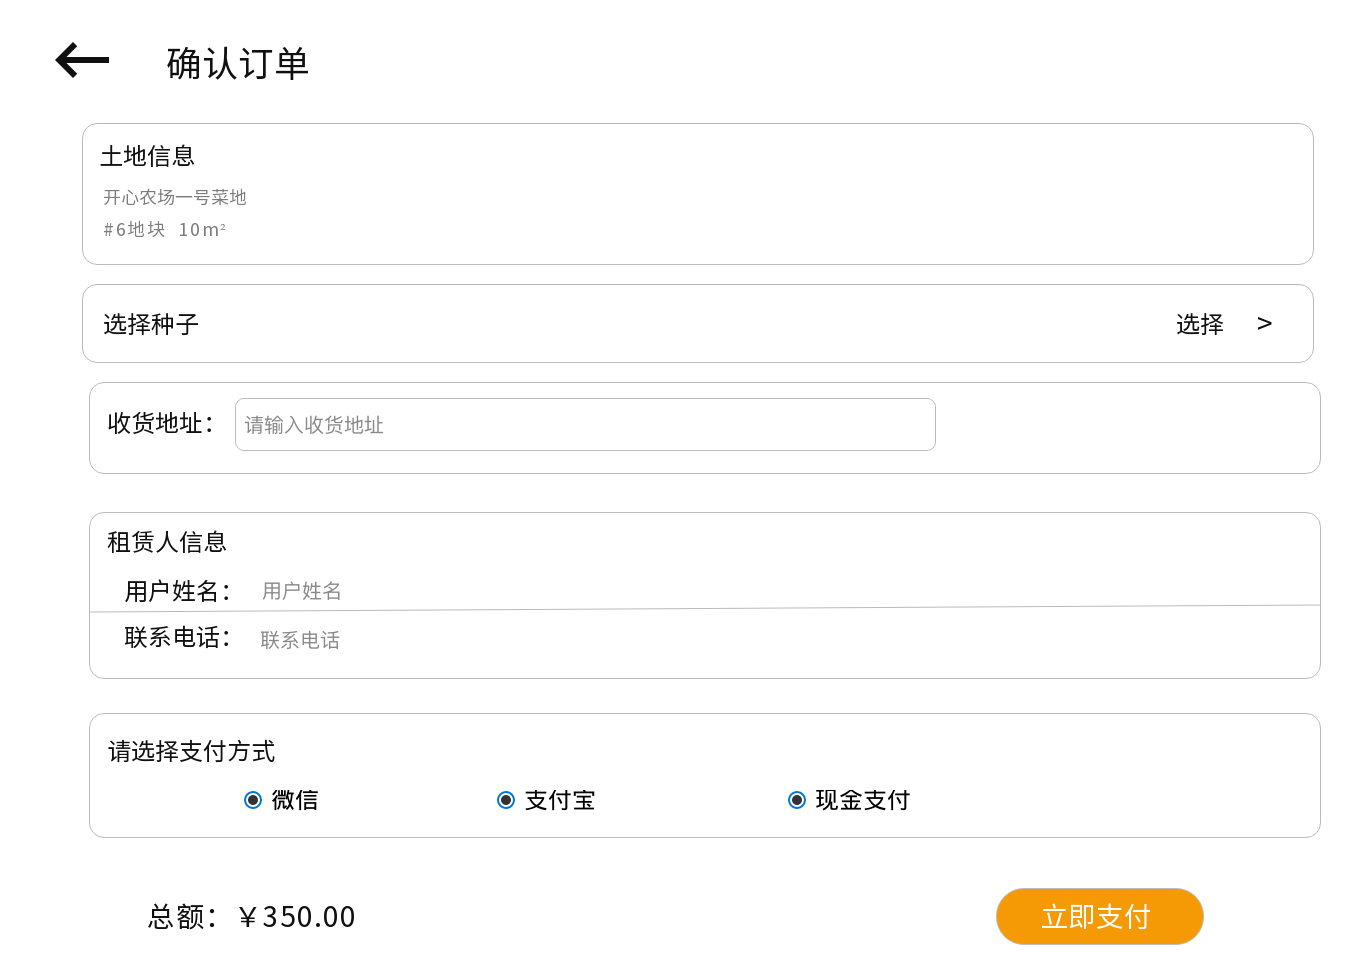 确认订单
土地信息
开心农场一号菜地
#6地块 10m²
选择种子 选择 >
收货地址： 请输入收货地址
租赁人信息
用户姓名： 用户姓名
联系电话： 联系电话
请选择支付方式
微信 支付宝 现金支付
总额：￥350.00 立即支付